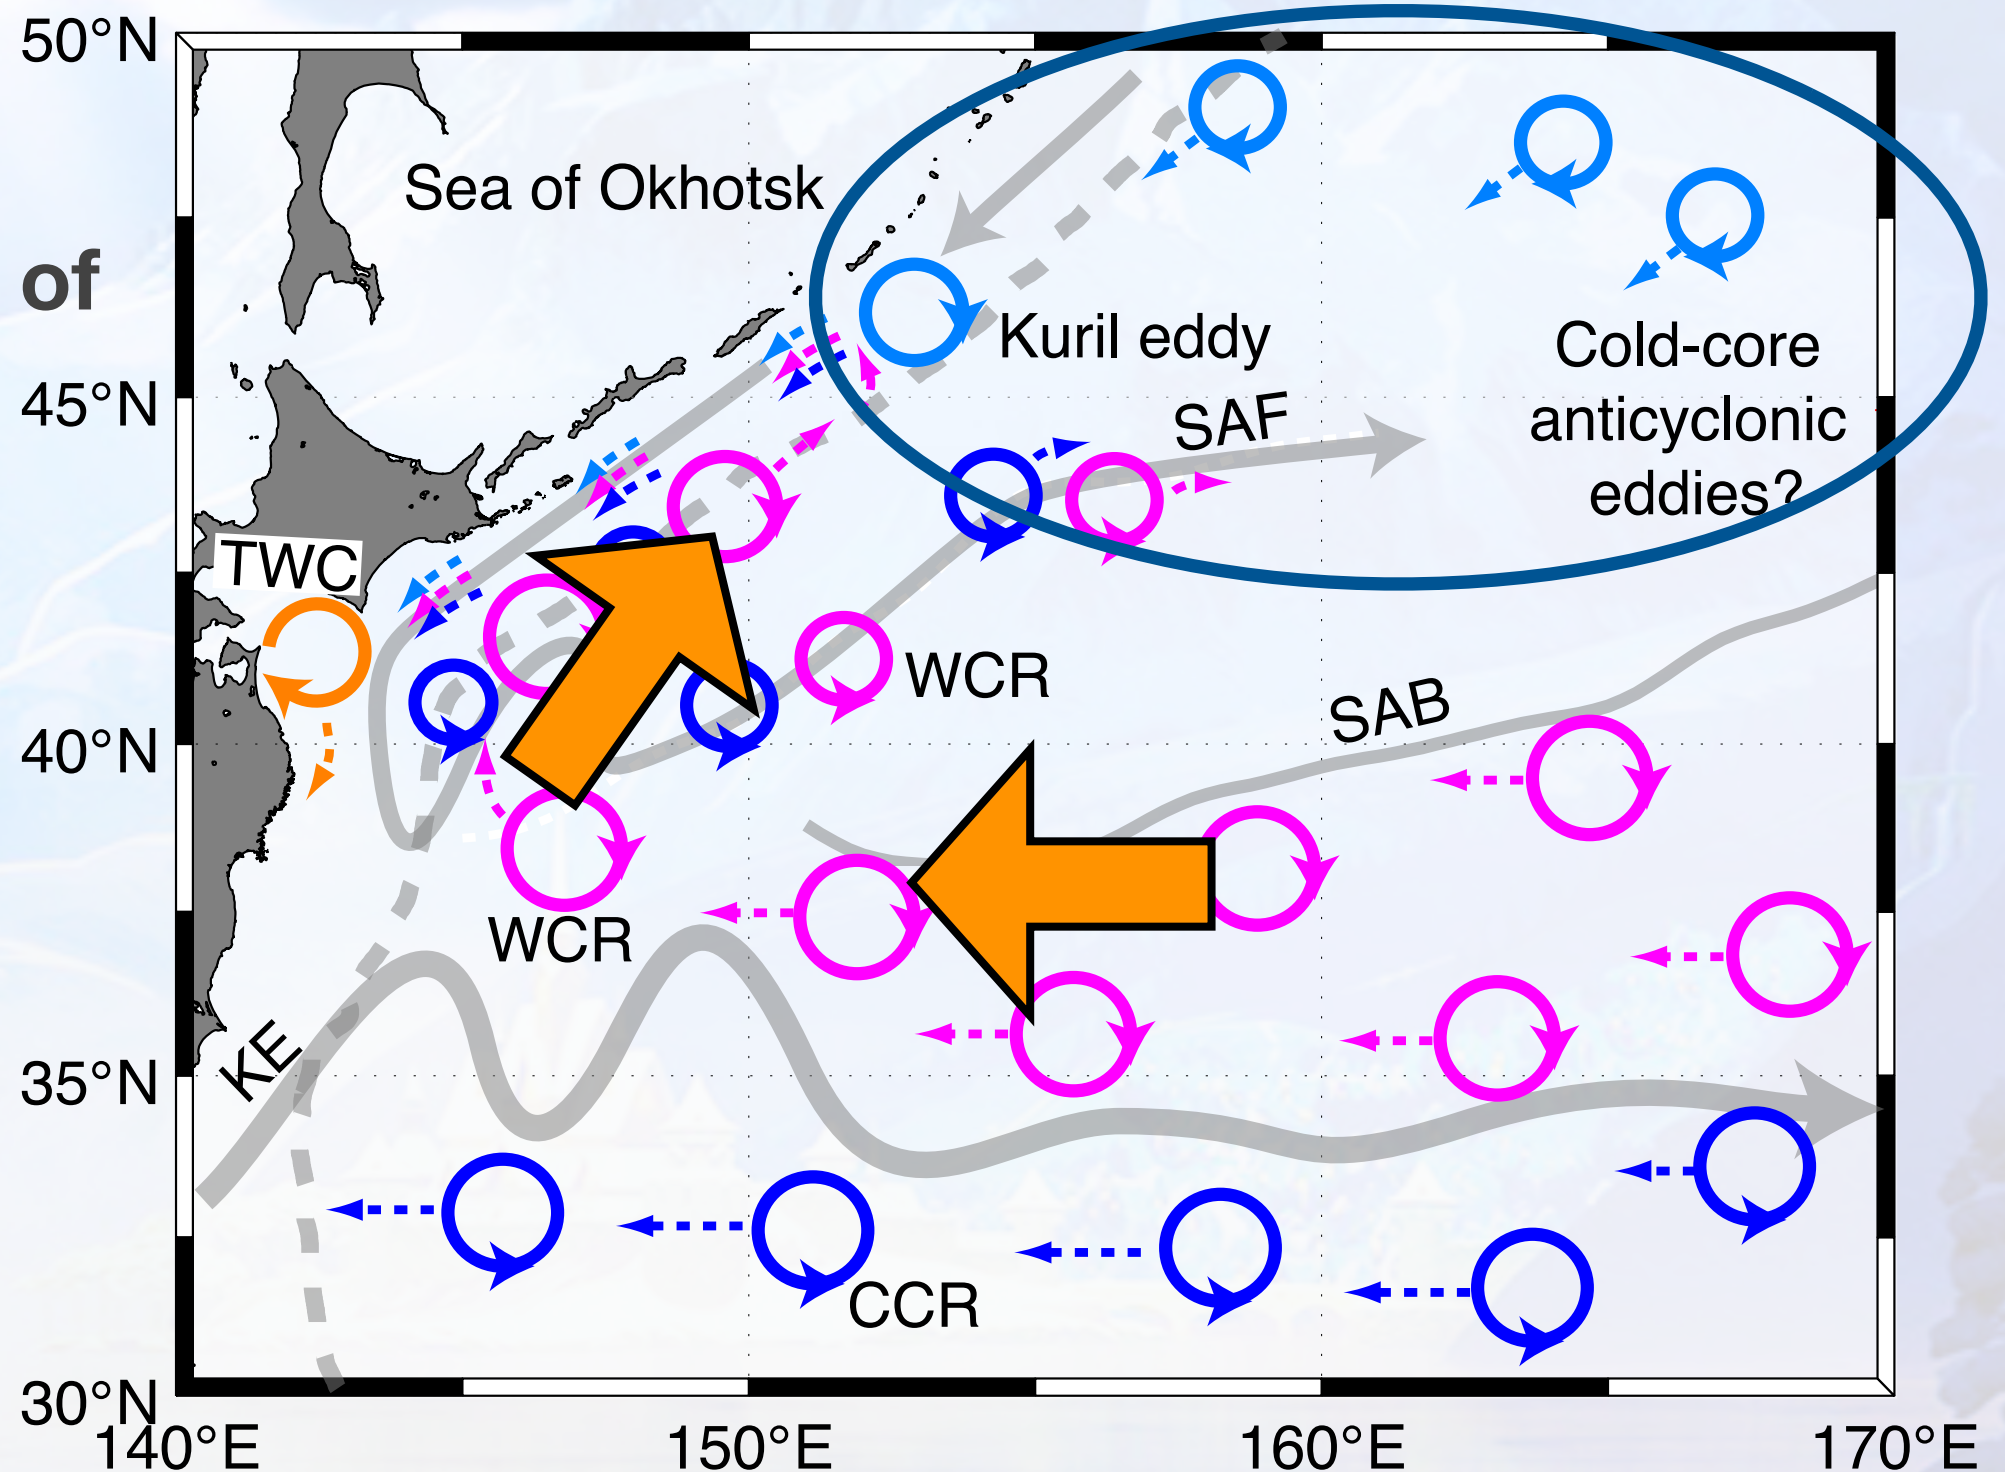 50°N
Sea of Okhotsk
of
Kuril eddy
Cold-core
anticyclonic
eddies?
45°N
SAF
TWC
WCR
SAB
40°N
WCR
KE
35°N
CCR
30°N
140°E
150°E
160°E
170°E